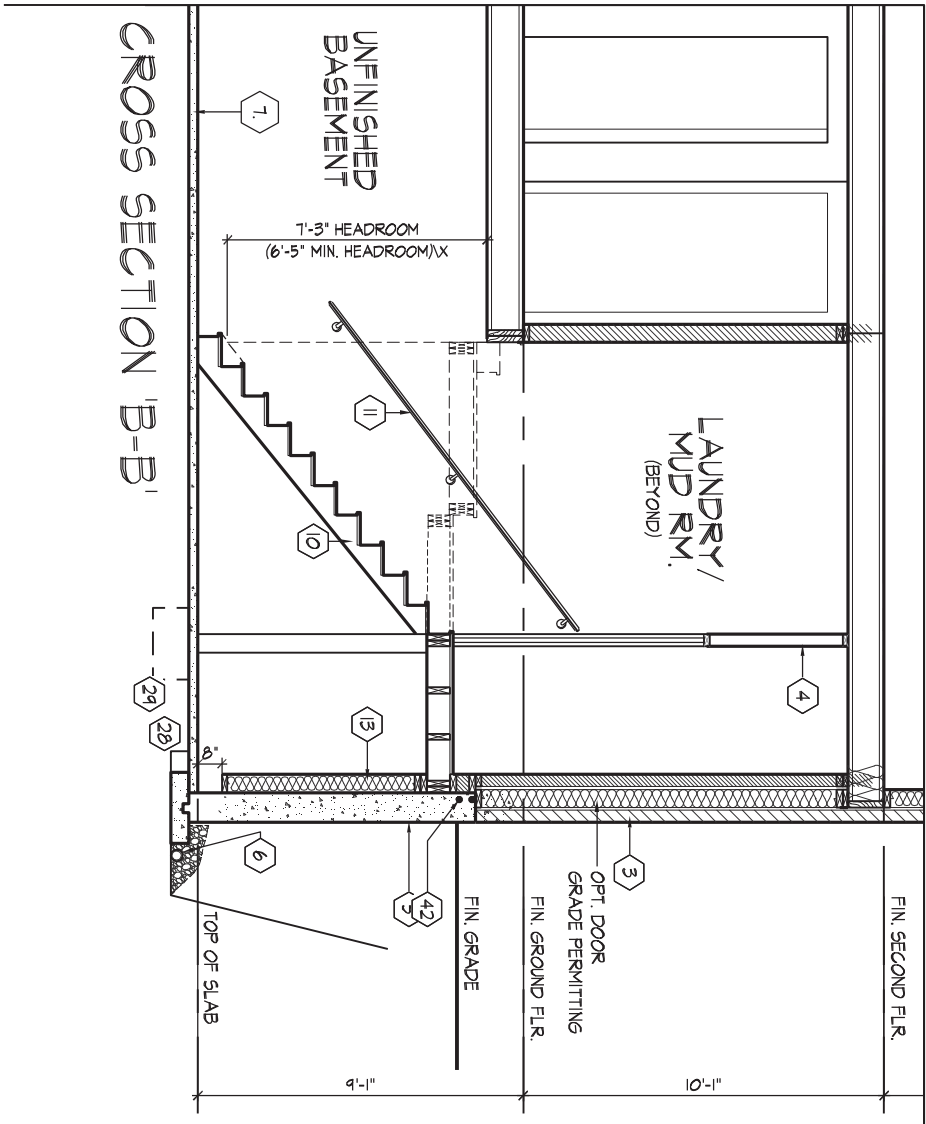 FIN. SECOND FLR.
10'-1"
3
OPT. DOOR
GRADE PERMITTING
4
LAUNDRY/
MUD RM.
(BEYOND)
FIN. GROUND FLR.
FIN. GRADE
9'-1"
42
5
11
13
10
UNFINISHED
BASEMENT
7'-3" HEADROOM
(6'-5" MIN. HEADROOM)\X
7.
8"
6
TOP OF SLAB
28
29
CROSS SECTION 'B-B'